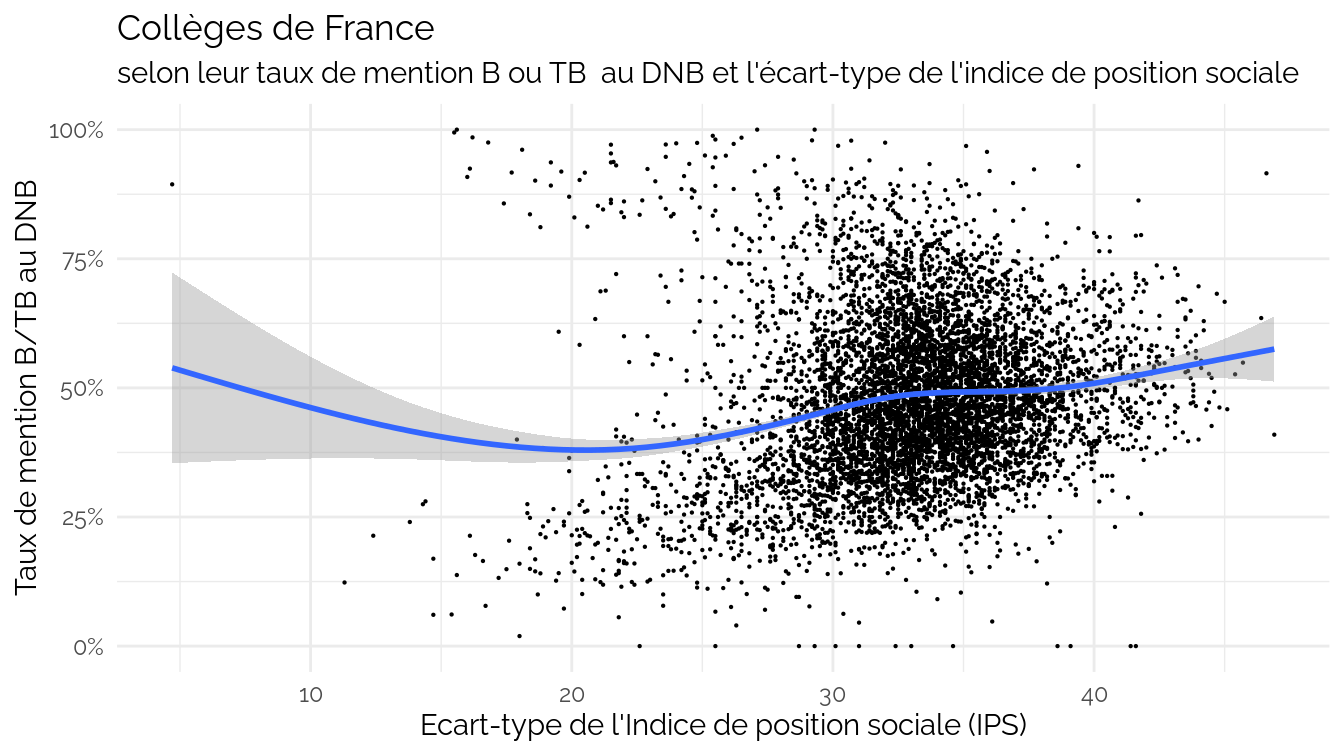 Collèges de France
selon leur taux de mention B ou TB  au DNB et l'écart-type de l'indice de position sociale
Taux de mention B/TB au DNB
100%
75%
50%
25%
0%
10 20 30 40
Ecart-type de l'Indice de position sociale (IPS)